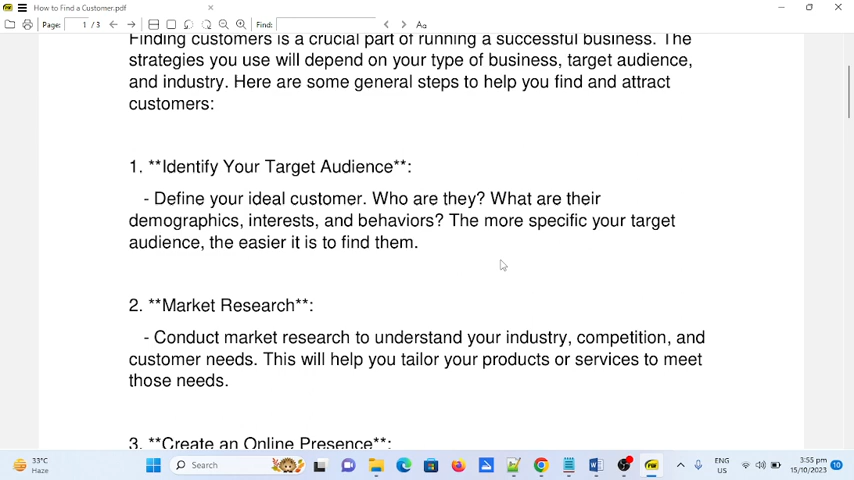 How to Find a Customer.pdf
Page: 1 / 3 Find: Aa
Finding customers is a crucial part of running a successful business. The
strategies you use will depend on your type of business, target audience,
and industry. Here are some general steps to help you find and attract
customers:
1. **Identify Your Target Audience**:
- Define your ideal customer. Who are they? What are their
demographics, interests, and behaviors? The more specific your target
audience, the easier it is to find them.
2. **Market Research**:
- Conduct market research to understand your industry, competition, and
customer needs. This will help you tailor your products or services to meet
those needs.
3. **Create an Online Presence**:
33°C
Haze
Search
ENG
US
3:55 pm
15/10/2023
10